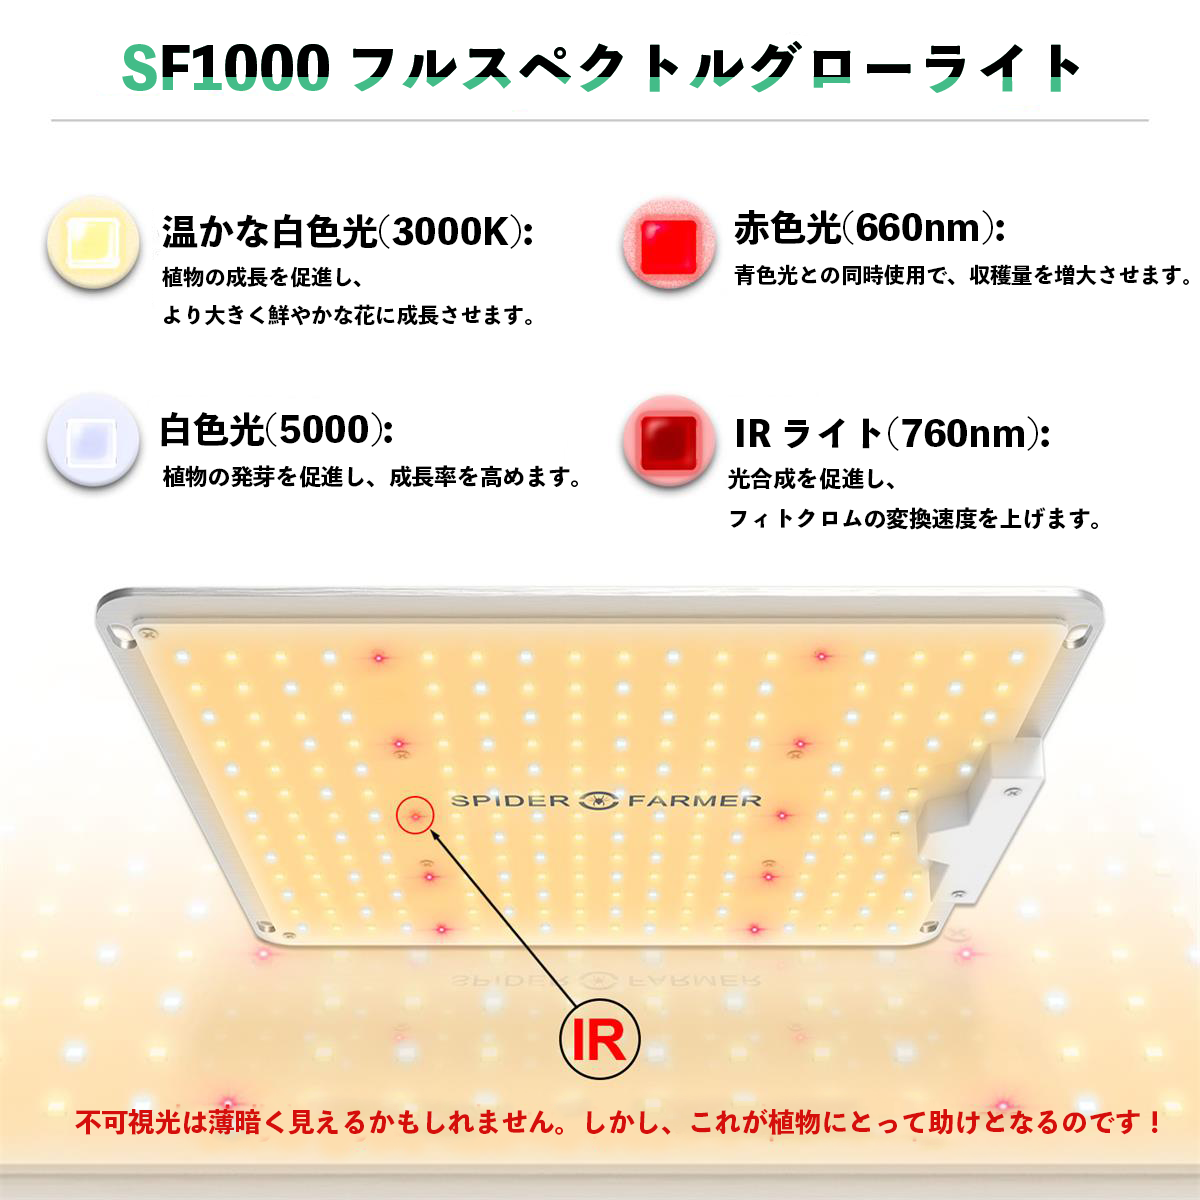 SF1000 フルスペクトルグローライト
温かな白色光(3000K):
植物の成長を促進し、
より大きく鮮やかな花に成長させます。
赤色光(660nm):
青色光との同時使用で、収穫量を増大させます。
白色光(5000):
植物の発芽を促進し、成長率を高めます。
IR ライト(760nm):
光合成を促進し、
フィトクロムの変換速度を上げます。
SPIDER FARMER
SPIDER FARMER
IR
不可視光は薄暗く見えるかもしれません。しかし、これが植物にとって助けとなるのです！